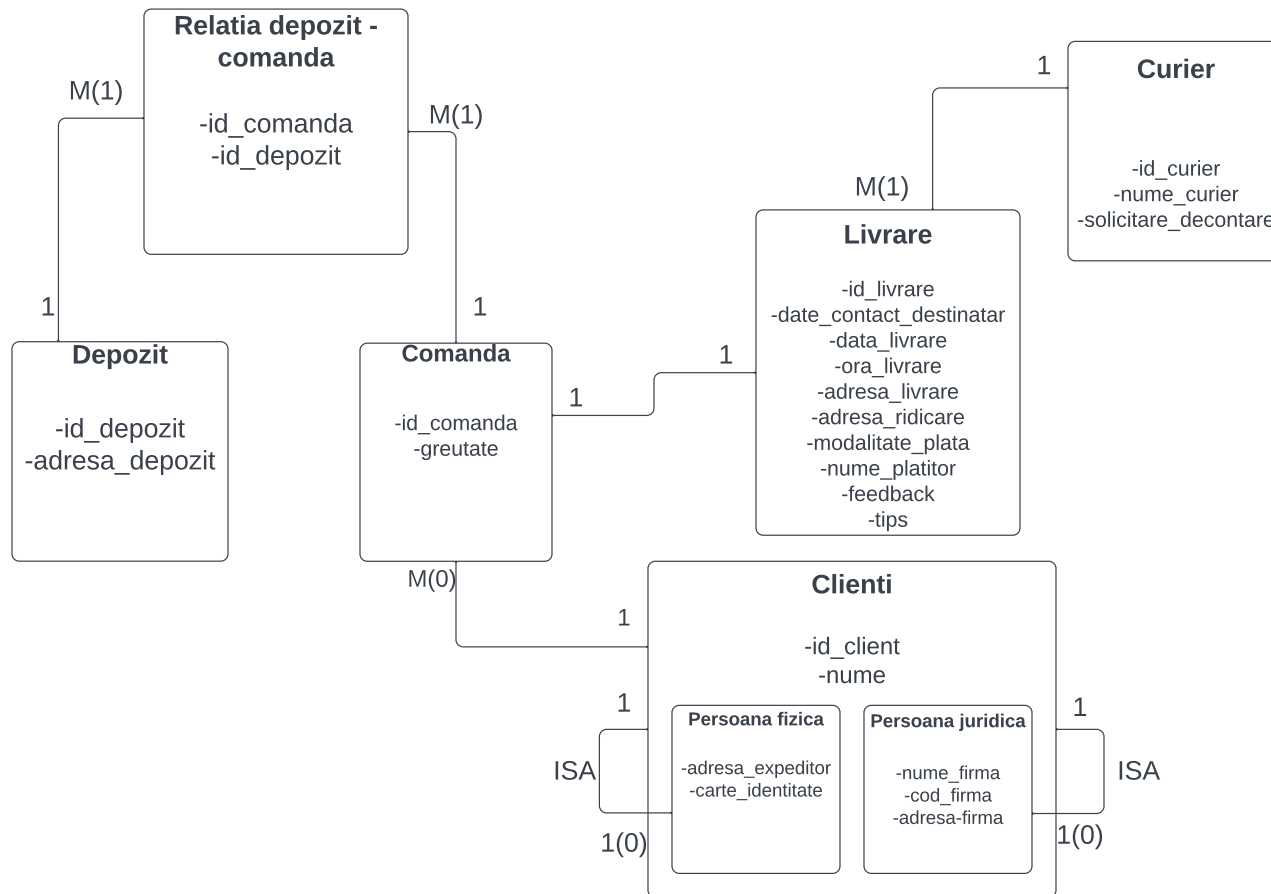 Relatia depozit -
comanda
-id_comanda
-id_depozit
M(1)
M(1)
1
1
Depozit
-id_depozit
-adresa_depozit
Comanda
-id_comanda
-greutate
1
1
M(1)
1
Curier
-id_curier
-nume_curier
-solicitare_decontare
Livrare
-id_livrare
-date_contact_destinatar
-data_livrare
-ora_livrare
-adresa_livrare
-adresa_ridicare
-modalitate_plata
-nume_platitor
-feedback
-tips
M(0)
1
Clienti
-id_client
-nume
1
ISA
1(0)
Persoana fizica
-adresa_expeditor
-carte_identitate
Persoana juridica
-nume_firma
-cod_firma
-adresa-firma
1
ISA
1(0)